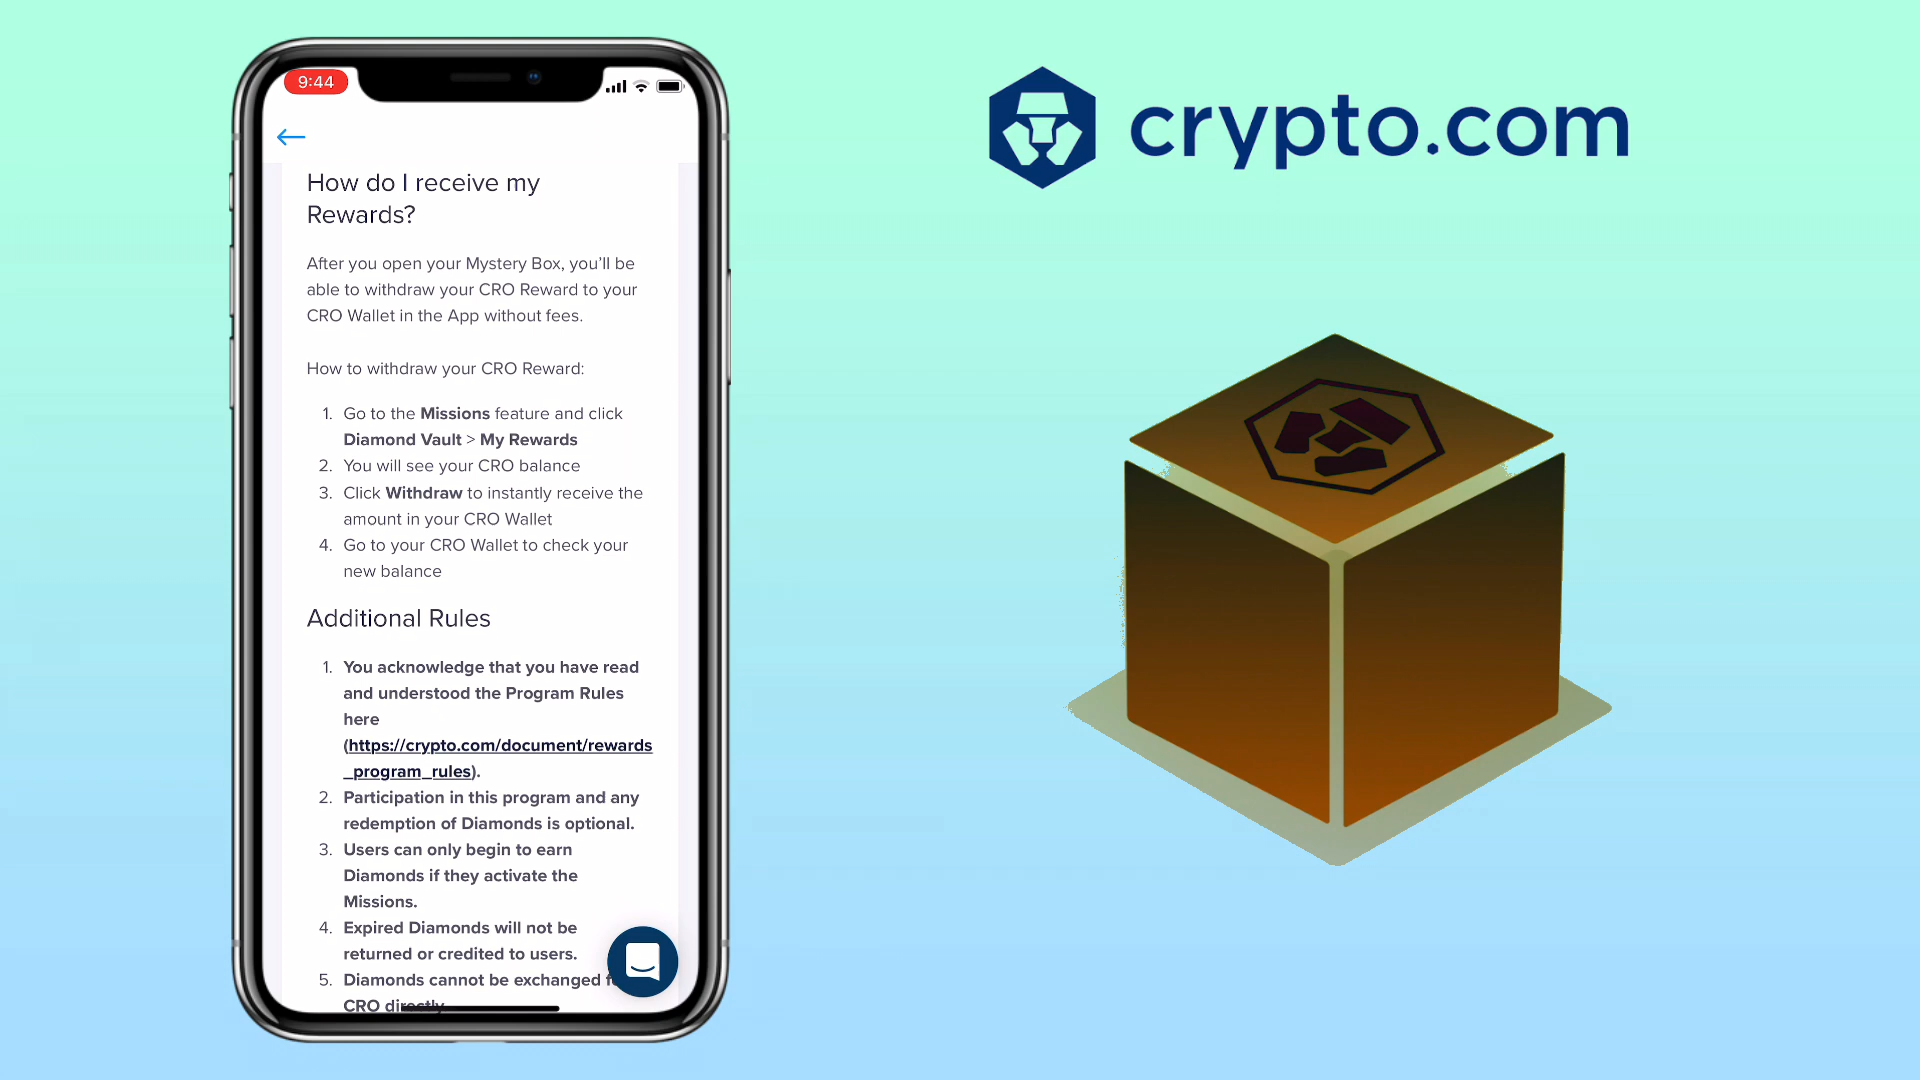 9:44
crypto.com
How do I receive my
Rewards?
After you open your Mystery Box, you'll be
able to withdraw your CRO Reward to your
CRO Wallet in the App without fees.
How to withdraw your CRO Reward:
1. Go to the Missions feature and click
Diamond Vault > My Rewards
2. You will see your CRO balance
3. Click Withdraw to instantly receive the
amount in your CRO Wallet
4. Go to your CRO Wallet to check your
new balance
Additional Rules
1. You acknowledge that you have read
and understood the Program Rules
here
(https://crypto.com/document/rewards
_program_rules).
2. Participation in this program and any
redemption of Diamonds is optional.
3. Users can only begin to earn
Diamonds if they activate the
Missions.
4. Expired Diamonds will not be
returned or credited to users.
5. Diamonds cannot be exchanged
CRO directly